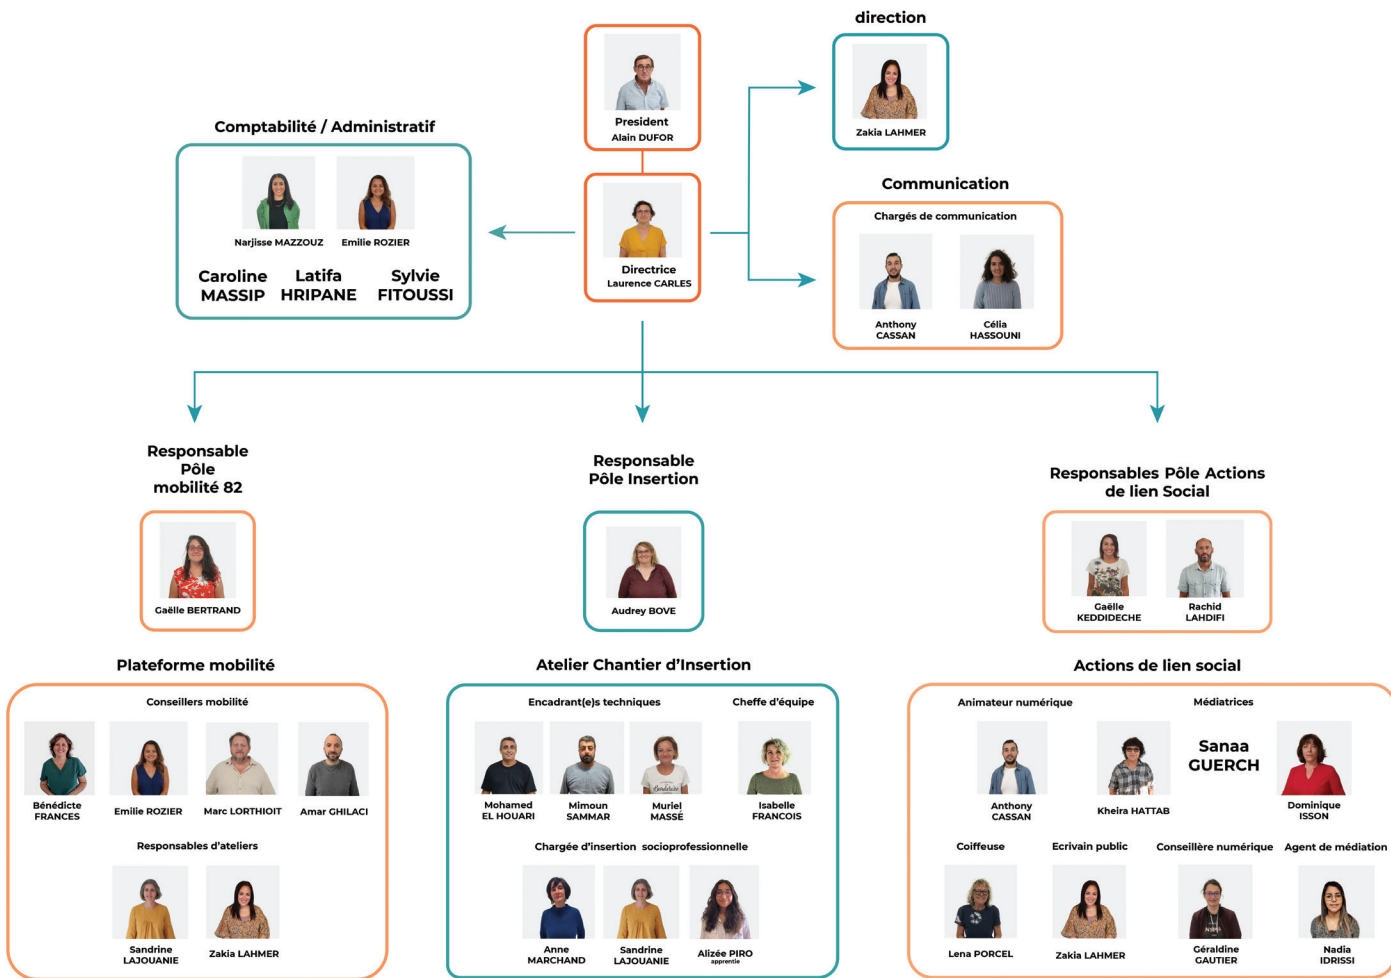 direction
Zakia LAHMER
President
Alain DUFOR
Comptabilité / Administratif
Narjisse MAZZOUZ
Emilie ROZIER
Caroline
MASSIP
Latifa
HRIPANE
Sylvie
FITOUSSI
Directrice
Laurence CARLES
Communication
Chargés de communication
Anthony
CASSAN
Célia
HASSOUNI
Responsable
Pôle
mobilité 82
Gaëlle BERTRAND
Responsable
Pôle Insertion
Audrey BOVE
Responsables Pôle Actions
de lien Social
Gaëlle
KEDDIDECHE
Rachid
LAHDIFI
Plateforme mobilité
Conseillers mobilité
Bénédicte
FRANCES
Emilie ROZIER
Marc LORTHIOIT
Amar GHILACI
Responsables d'ateliers
Sandrine
LAJOUANIE
Zakia LAHMER
Atelier Chantier d'Insertion
Encadrant(e)s techniques
Cheffe d'équipe
Mohamed
EL HOUARI
Mimoun
SAMMAR
Muriel
MASSÉ
Isabelle
FRANCOIS
Chargée d'insertion socioprofessionnelle
Anne
MARCHAND
Sandrine
LAJOUANIE
Alizée PIRO
apprentie
Actions de lien social
Animateur numérique
Médiatrices
Anthony
CASSAN
Kheira HATTAB
Sanaa
GUERCH
Dominique
ISSON
Coiffeuse
Ecrivain public
Conseillère numérique
Agent de médiation
Lena PORCEL
Zakia LAHMER
Géraldine
GAUTIER
Nadia
IDRISSI